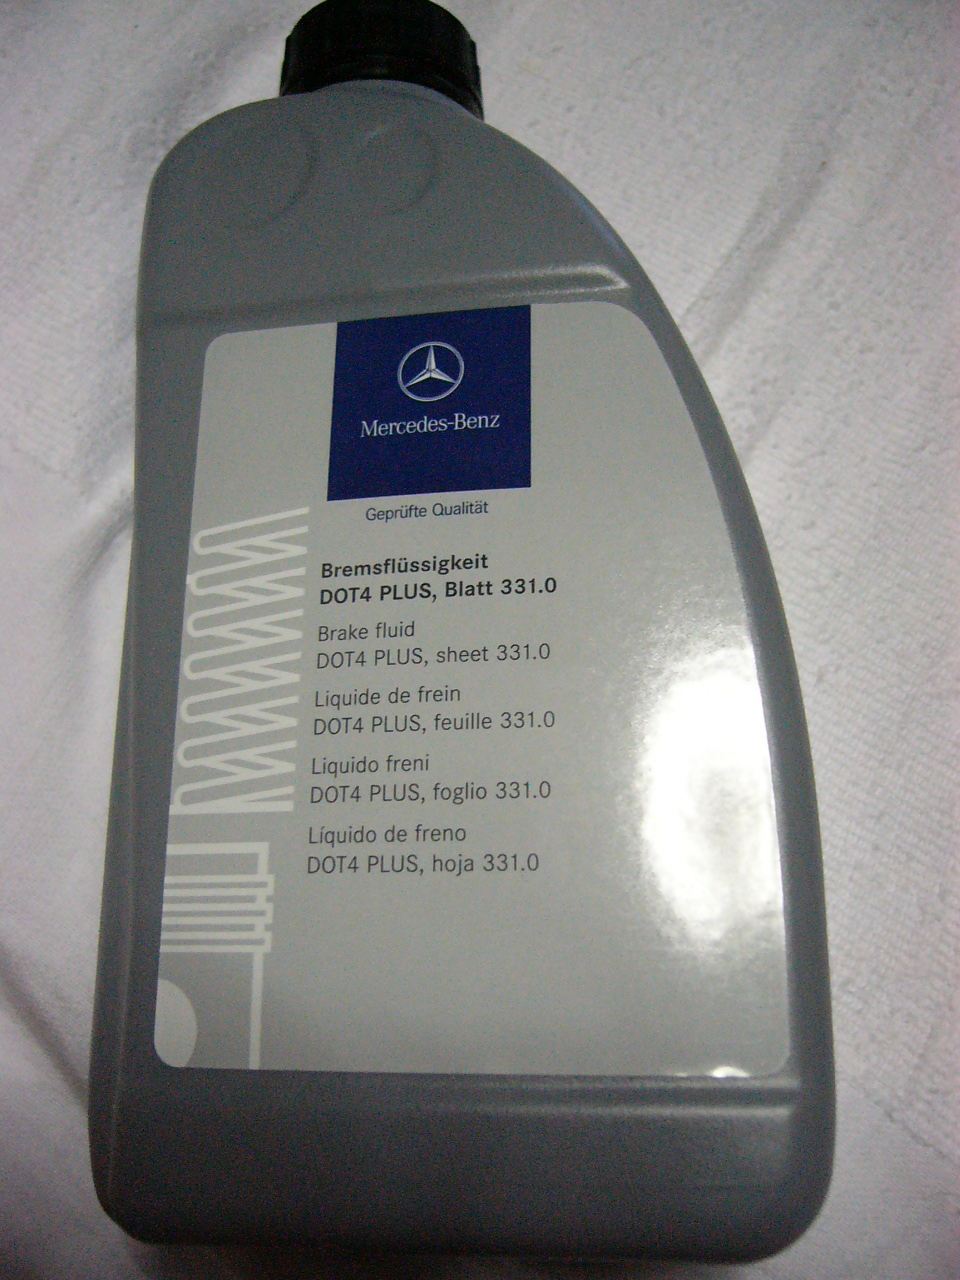 Mercedes-Benz
Geprüfte Qualität
Bremsflüssigkeit
DOT4 PLUS, Blatt 331.0
Brake fluid
DOT4 PLUS, sheet 331.0
Liquide de frein
DOT4 PLUS, feuille 331.0
Liquido freni
DOT4 PLUS, foglio 331.0
Líquido de freno
DOT4 PLUS, hoja 331.0